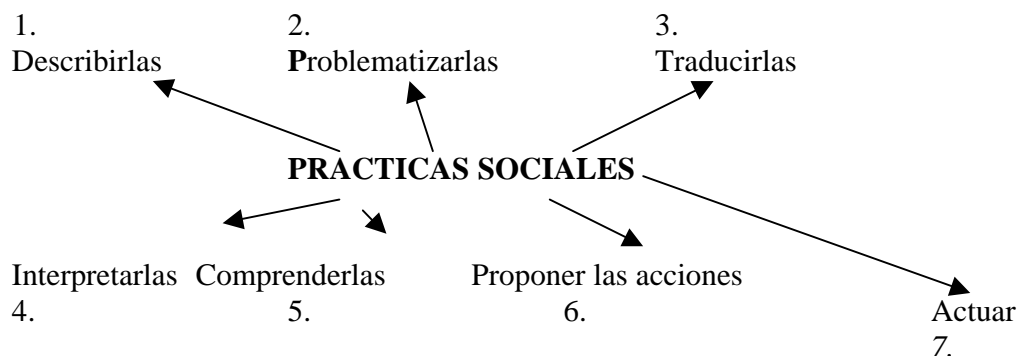 1. 2. 3.
Describirlas Problematizarlas Traducirlas
PRACTICAS SOCIALES
Interpretarlas Comprenderlas Proponer las acciones
4. 5. 6. Actuar
7.